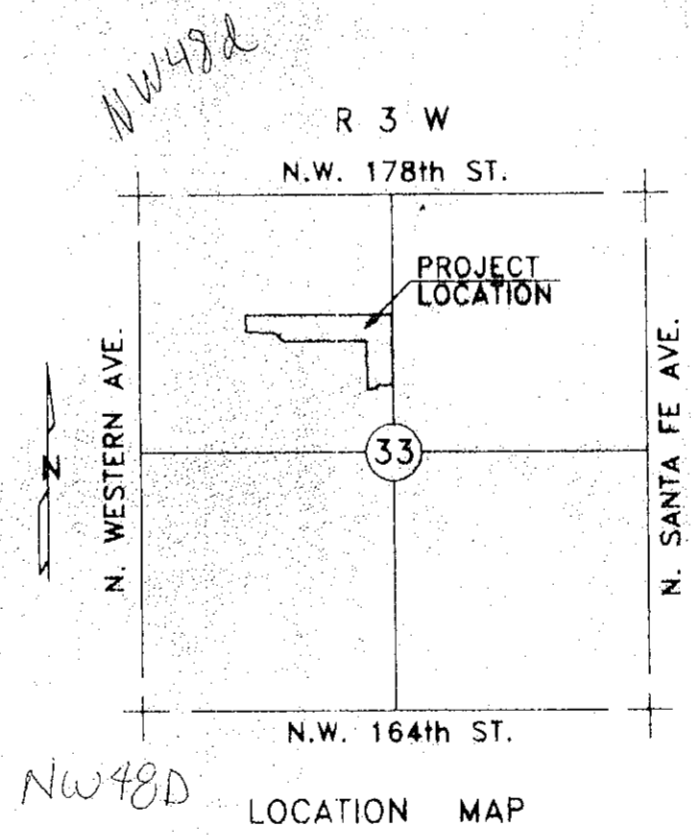 NW48d
R 3 W
N.W. 178th ST.
PROJECT
LOCATION
N. WESTERN AVE.
N. SANTA FE AVE.
N
33
N.W. 164th ST.
NW48D
LOCATION MAP